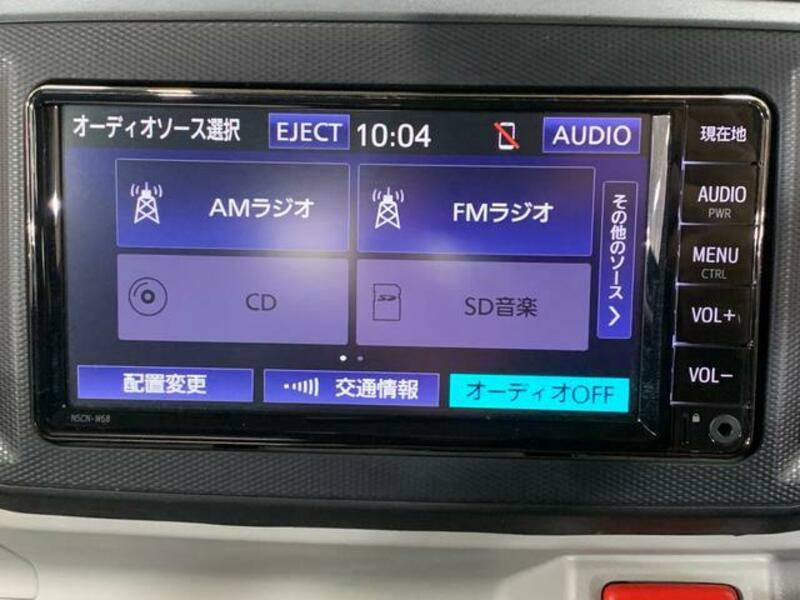 オーディオソース選択 EJECT 10:04 AUDIO
AMラジオ FMラジオ
CD SD音楽
その他のソース
配置変更 交通情報 オーディオOFF
NSCN-W68
現在地
AUDIO
PWR
MENU
CTRL
VOL+
VOL-